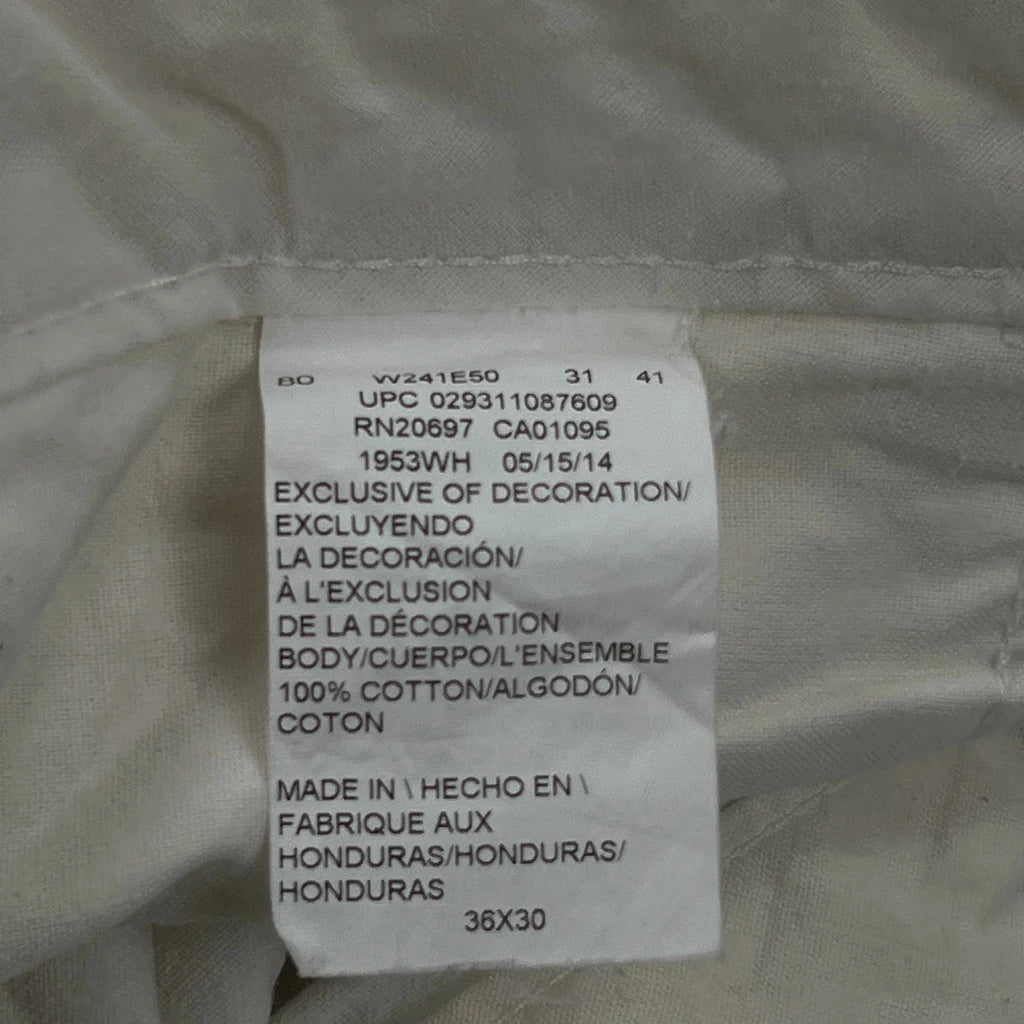 80 W241E50 31 41
UPC 029311087609
RN20697 CA01095
1953WH 05/15/14
EXCLUSIVE OF DECORATION/
EXCLUYENDO
LA DECORACIÓN/
À L'EXCLUSION
DE LA DÉCORATION
BODY/CUERPO/L'ENSEMBLE
100% COTTON/ALGODÓN/
COTON
MADE IN \ HECHO EN \
FABRIQUE AUX
HONDURAS/HONDURAS/
HONDURAS
36X30